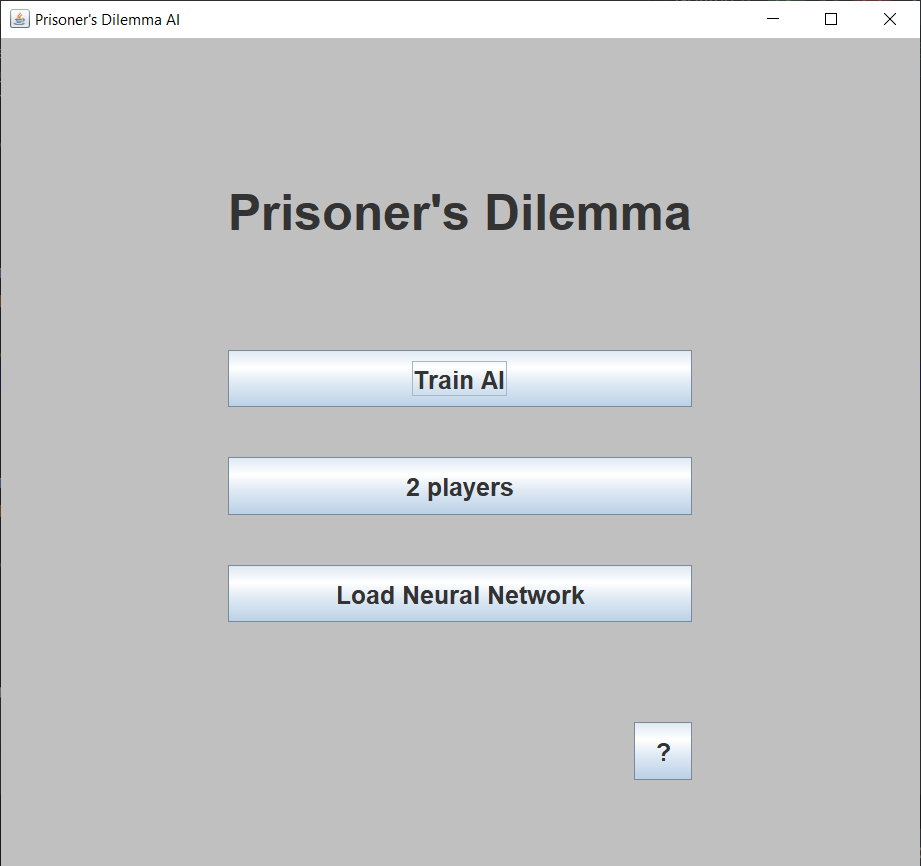 Prisoner's Dilemma AI
Prisoner's Dilemma
Train AI
2 players
Load Neural Network
?